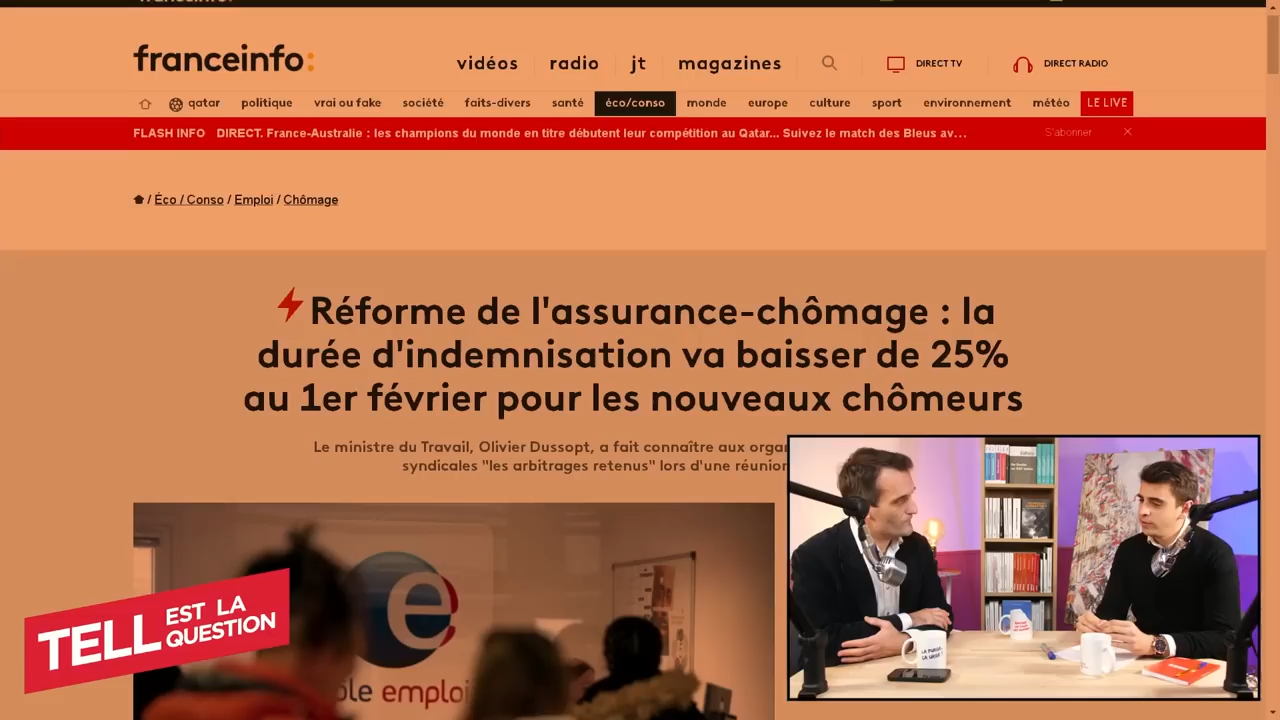 franceinfo:
vidéos radio jt magazines DIRECT TV DIRECT RADIO
qatar politique vrai ou fake société faits-divers santé éco/conso monde europe culture sport environnement météo LE LIVE
FLASH INFO DIRECT. France-Australie : les champions du monde en titre débutent leur compétition au Qatar... Suivez le match des Bleus av... S'abonner ×
/ Éco / Conso / Emploi / Chômage
Réforme de l'assurance-chômage : la
durée d'indemnisation va baisser de 25%
au 1er février pour les nouveaux chômeurs
Le ministre du Travail, Olivier Dussopt, a fait connaître aux orga
syndicales "les arbitrages retenus" lors d'une réunion
e
ôle emploi
TELL EST LA
QUESTION